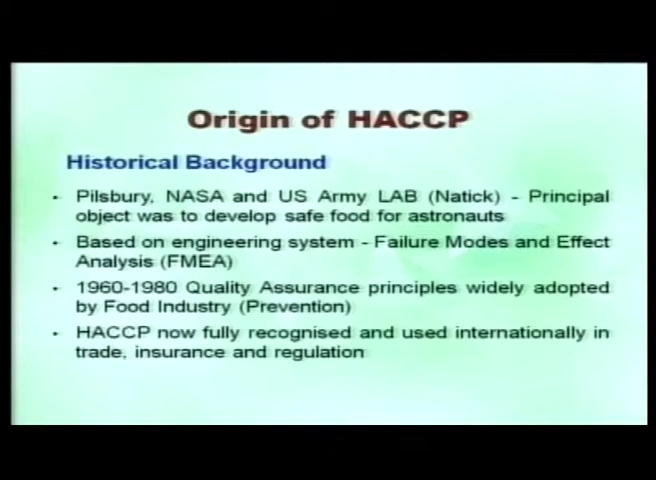 Origin of HACCP
Historical Background
• Pilsbury, NASA and US Army LAB (Natick) - Principal
object was to develop safe food for astronauts
• Based on engineering system - Failure Modes and Effect
Analysis (FMEA)
• 1960-1980 Quality Assurance principles widely adopted
by Food Industry (Prevention)
• HACCP now fully recognised and used internationally in
trade, insurance and regulation